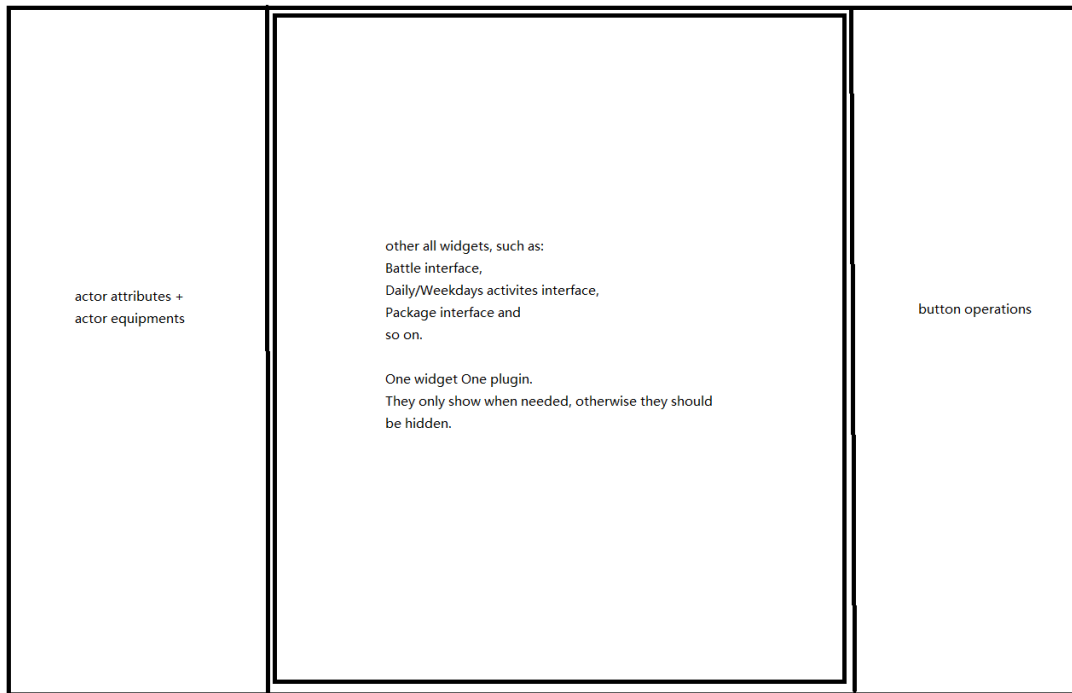 actor attributes +
actor equipments
other all widgets, such as:
Battle interface,
Daily/Weekdays activites interface,
Package interface and
so on.
One widget One plugin.
They only show when needed, otherwise they should
be hidden.
button operations